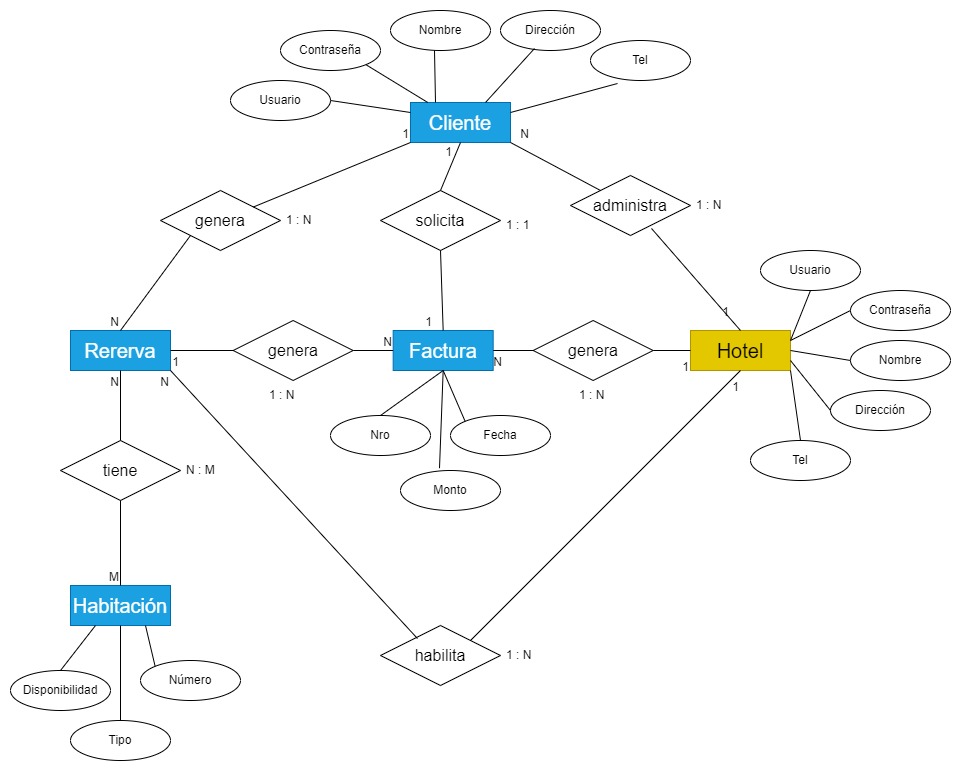 Nombre
Dirección
Contraseña
Tel
Usuario
Cliente
1
1
N
genera
1 : N
solicita
1 : 1
administra
1 : N
Usuario
Contraseña
N
1
1
Rererva
1
genera
1 : N
N
Factura
N
genera
1 : N
1
Hotel
Nombre
Dirección
Tel
N
N
1
Nro
Fecha
Monto
tiene
N : M
M
Habitación
habilita
1 : N
Disponibilidad
Número
Tipo